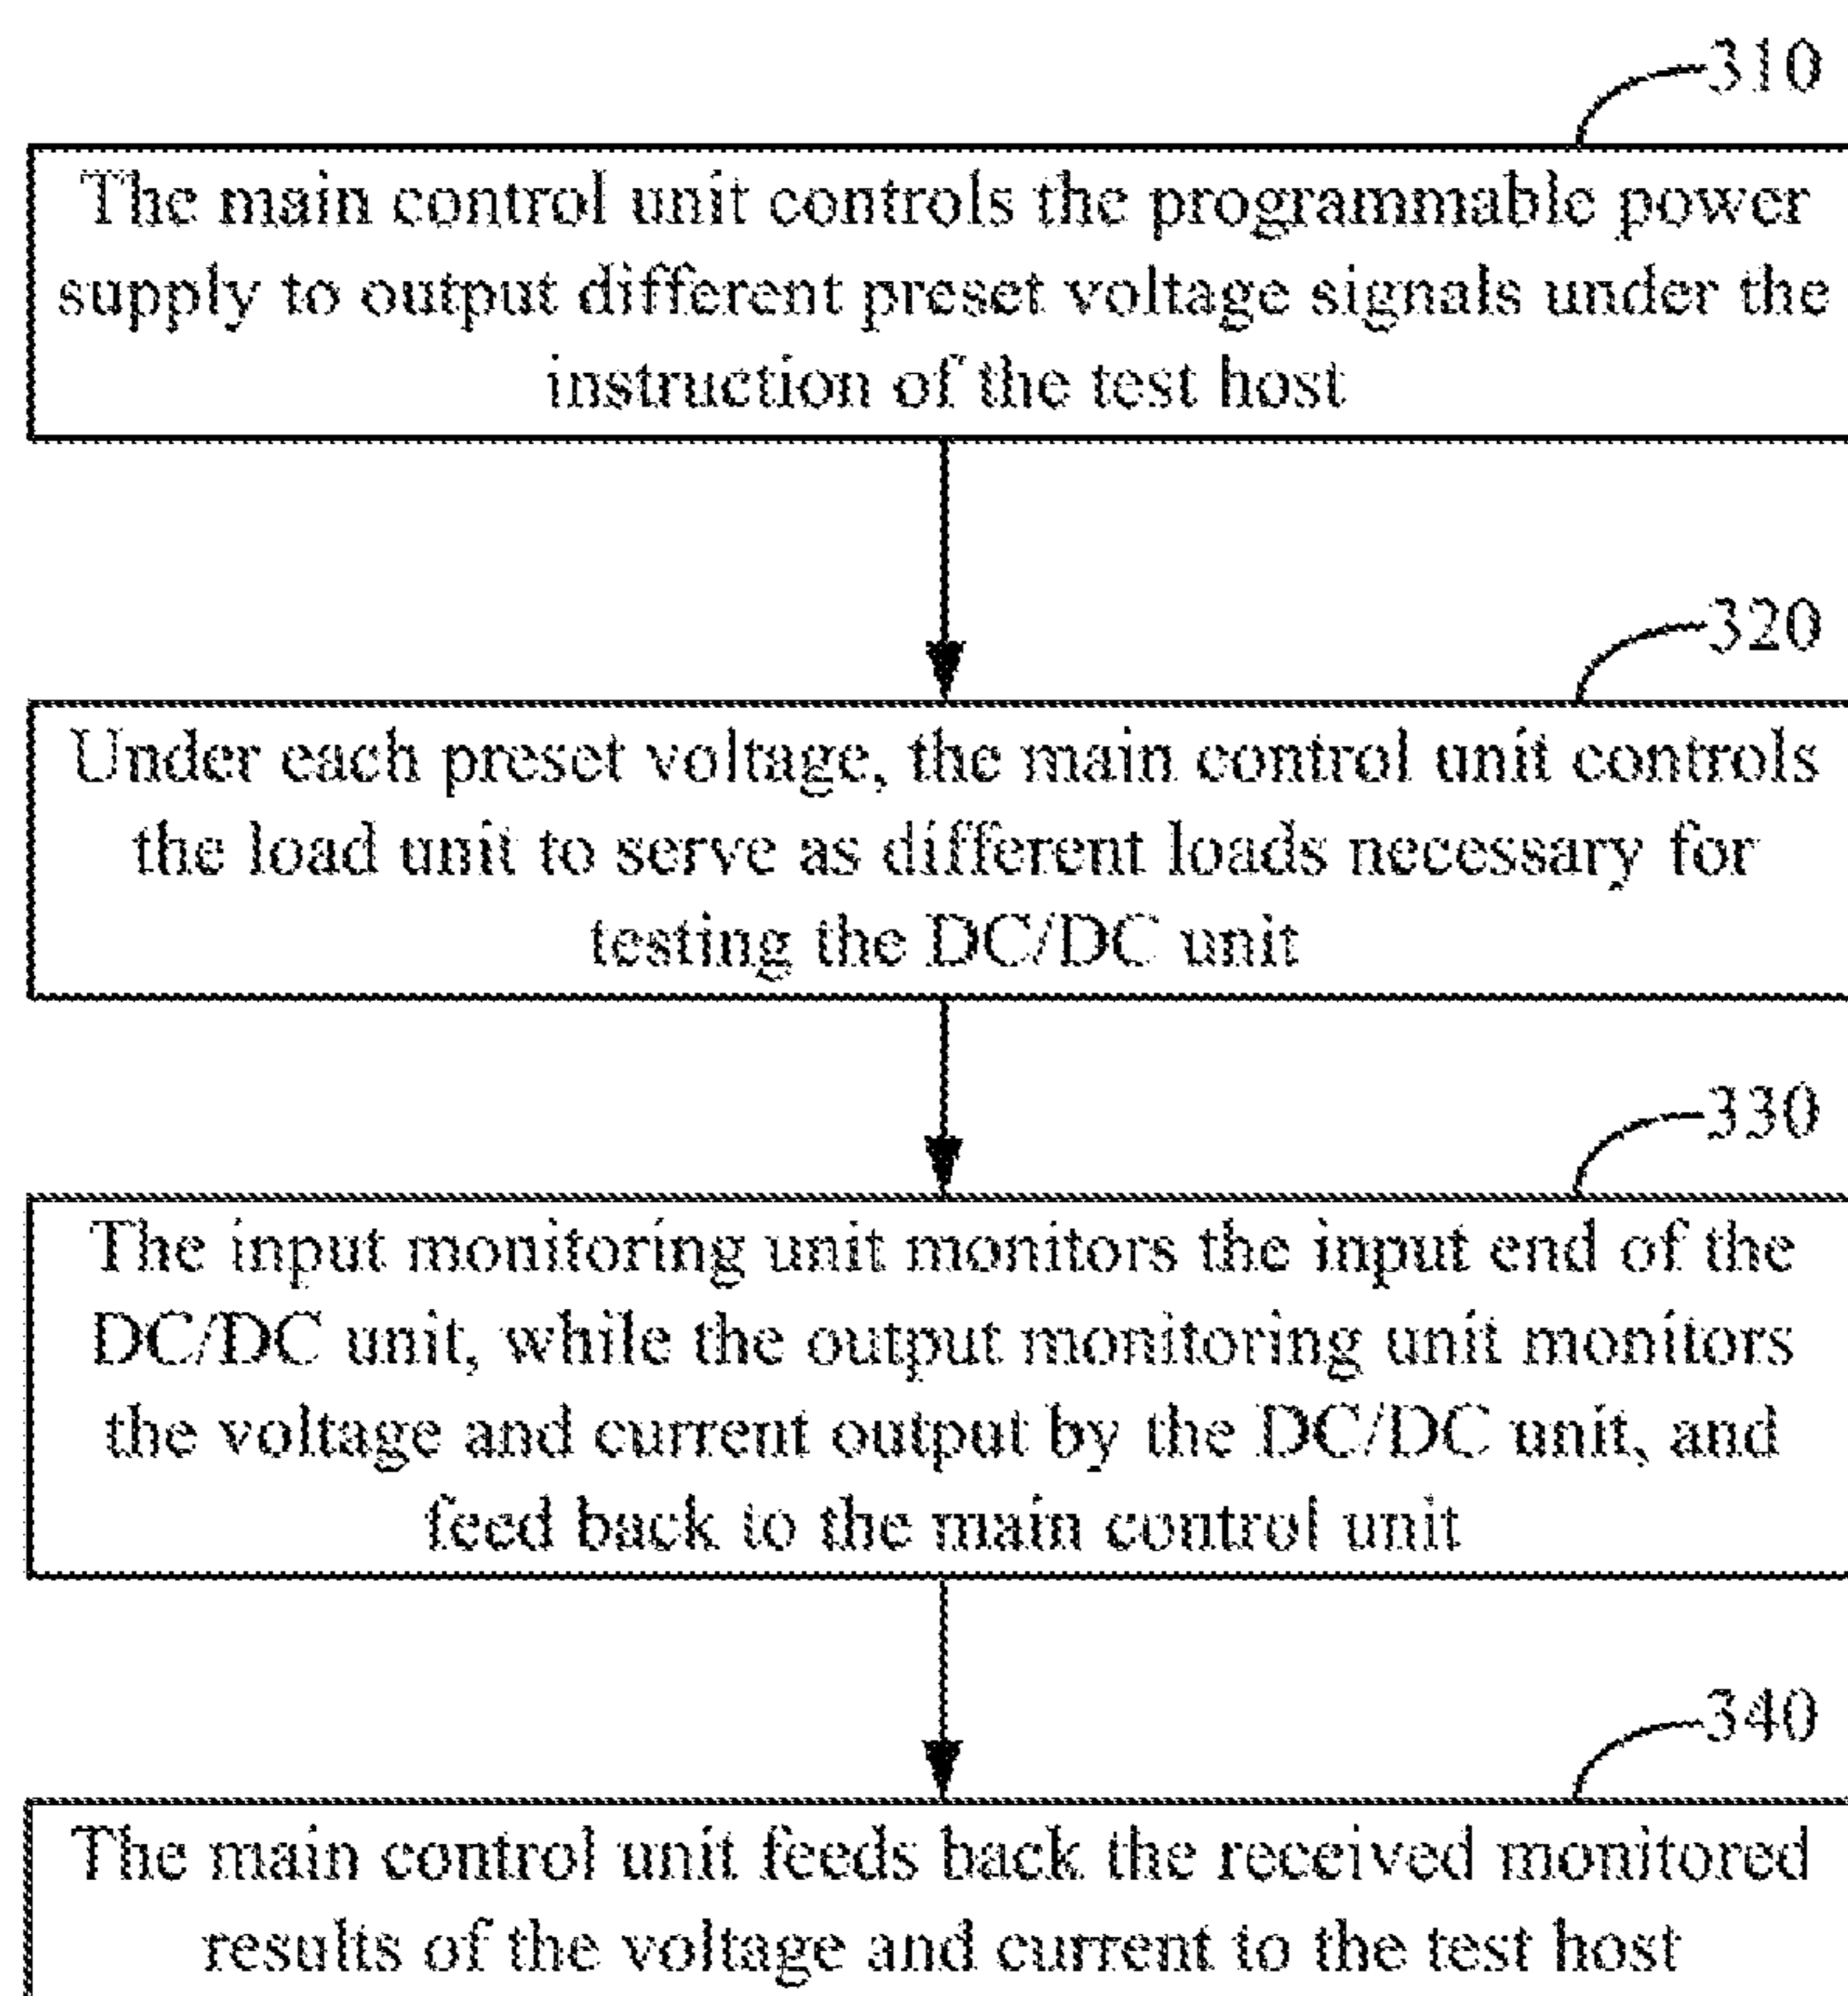 310
The main control unit controls the programmable power
supply to output different preset voltage signals under the
instruction of the test host
320
Under each preset voltage, the main control unit controls
the load unit to serve as different loads necessary for
testing the DC/DC unit
330
The input monitoring unit monitors the input end of the
DC/DC unit, while the output monitoring unit monitors
the voltage and current output by the DC/DC unit, and
feed back to the main control unit
340
The main control unit feeds back the received monitored
results of the voltage and current to the test host